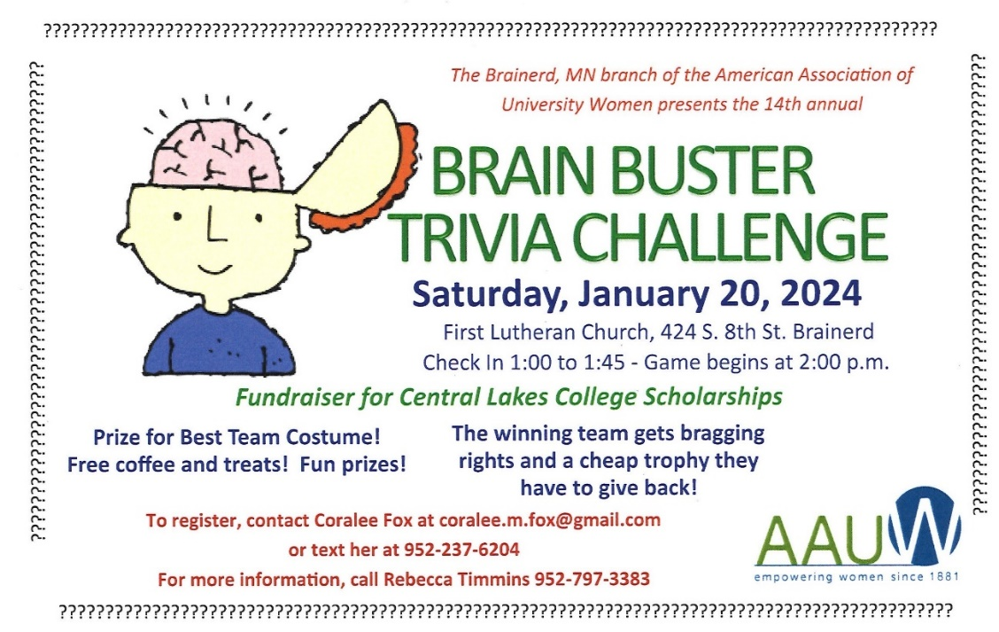 ?????????????????????????????????????????????????????????????????????????????????????????????????
The Brainerd, MN branch of the American Association of
University Women presents the 14th annual
BRAIN BUSTER
TRIVIA CHALLENGE
Saturday, January 20, 2024
First Lutheran Church, 424 S. 8th St. Brainerd
Check In 1:00 to 1:45 - Game begins at 2:00 p.m.
Fundraiser for Central Lakes College Scholarships
Prize for Best Team Costume!
Free coffee and treats!  Fun prizes!
The winning team gets bragging
rights and a cheap trophy they
have to give back!
To register, contact Coralee Fox at coralee.m.fox@gmail.com
or text her at 952-237-6204
For more information, call Rebecca Timmins 952-797-3383
AAUW
empowering women since 1881
?????????????????????????????????????????????????????????????????????????????????????????????????